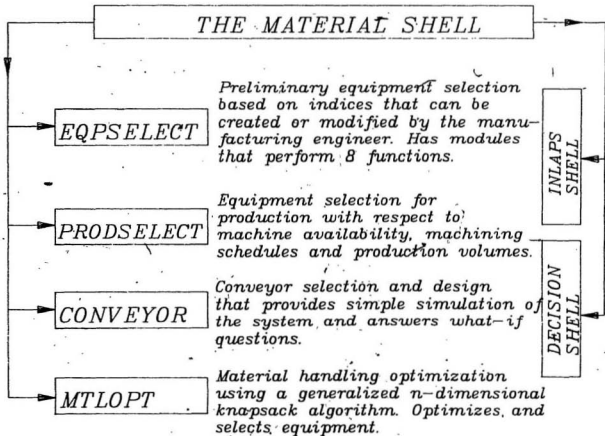 THE MATERIAL SHELL
EQPSELECT
Preliminary equipment selection
based on indices that can be
created or modified by the manu-
facturing engineer. Has modules
that perform 8 functions.
PRODSELECT
Equipment selection for
production with respect to
machine availability, machining
schedules and production volumes.
CONVEYOR
Conveyor selection and design
that provides simple simulation of
the system and answers what-if
questions.
MTLOPT
Material handling optimization
using a generalized n-dimensional
knapsack algorithm. Optimizes and
selects equipment.
INLAPS
SHELL
DECISION
SHELL